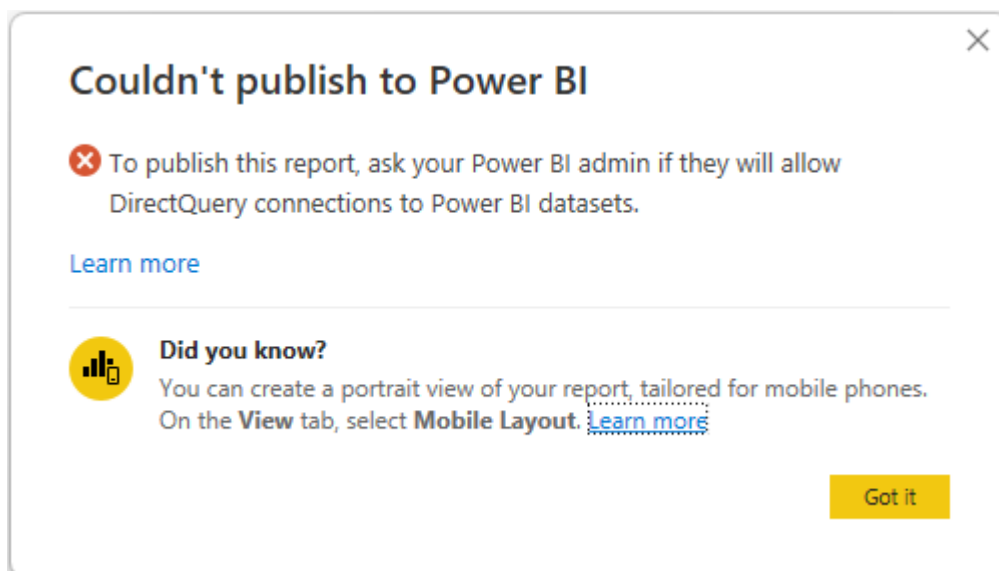 Couldn't publish to Power BI
To publish this report, ask your Power BI admin if they will allow
DirectQuery connections to Power BI datasets.
Learn more
Did you know?
You can create a portrait view of your report, tailored for mobile phones.
On the View tab, select Mobile Layout. Learn more
Got it